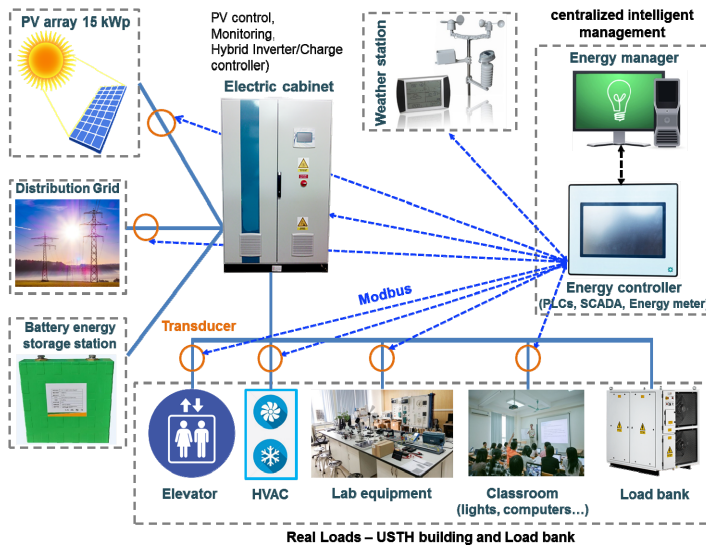 PV array 15 kWp
PV control,
Monitoring,
Hybrid Inverter/Charge
controller)
Electric cabinet
Weather station
centralized intelligent
management
Energy manager
Distribution Grid
Energy controller
(PLCs, SCADA, Energy meter)
Modbus
Battery energy
storage station
Transducer
Elevator
HVAC
Lab equipment
Classroom
(lights, computers…)
Load bank
Real Loads – USTH building and Load bank